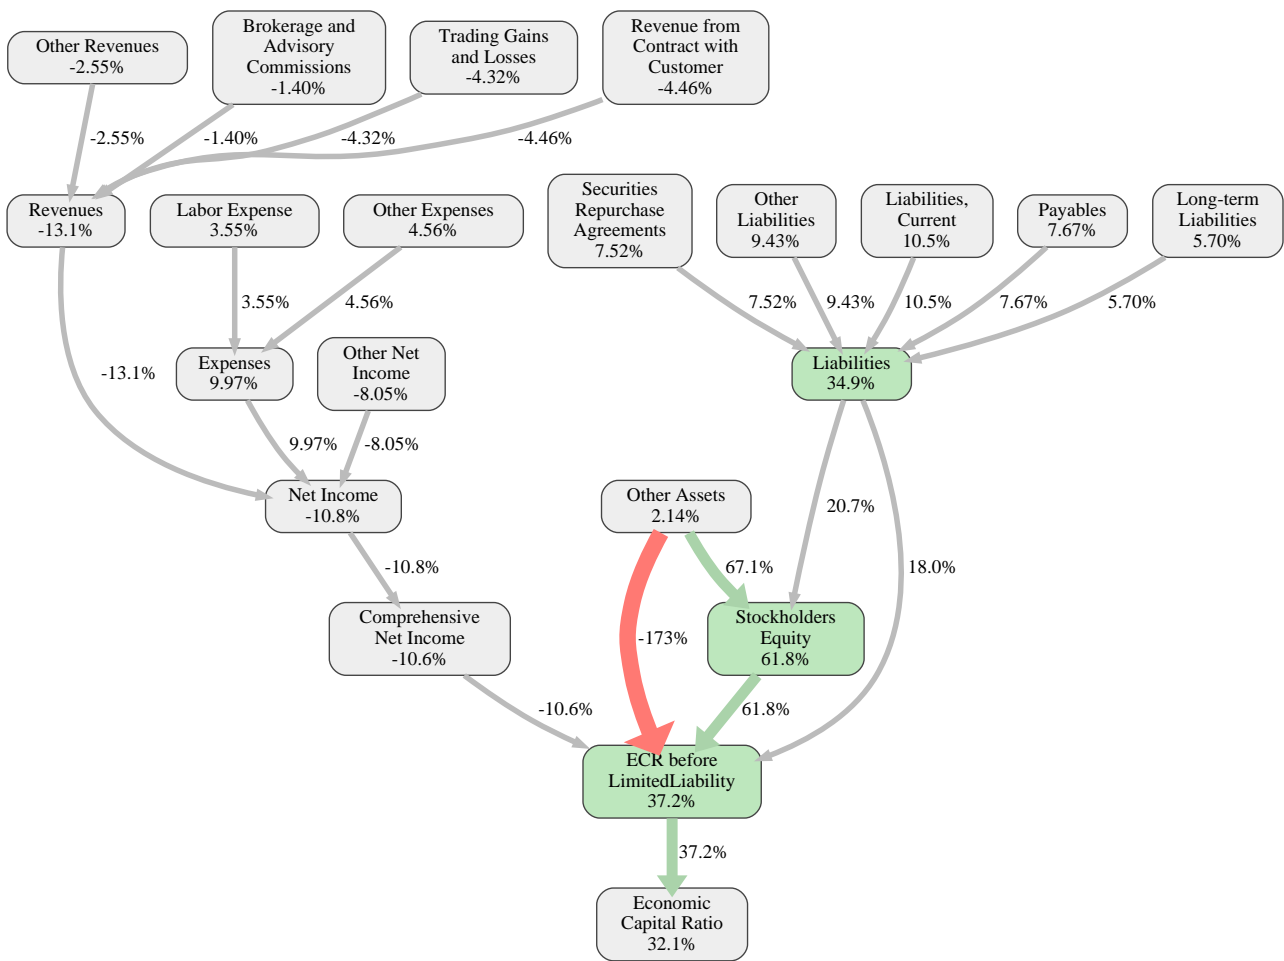 Other Revenues
-2.55%
Brokerage and
Advisory
Commissions
-1.40%
Trading Gains
and Losses
-4.32%
Revenue from
Contract with
Customer
-4.46%
-2.55%
-1.40%
-4.32%
-4.46%
Revenues
-13.1%
Labor Expense
3.55%
Other Expenses
4.56%
Securities
Repurchase
Agreements
7.52%
Other
Liabilities
9.43%
Liabilities,
Current
10.5%
Payables
7.67%
Long-term
Liabilities
5.70%
3.55%
4.56%
7.52%
9.43%
10.5%
7.67%
5.70%
-13.1%
Expenses
9.97%
Other Net
Income
-8.05%
Liabilities
34.9%
9.97%
-8.05%
Net Income
-10.8%
Other Assets
2.14%
20.7%
18.0%
-10.8%
67.1%
Comprehensive
Net Income
-10.6%
-173%
Stockholders
Equity
61.8%
-10.6%
61.8%
ECR before
LimitedLiability
37.2%
37.2%
Economic
Capital Ratio
32.1%